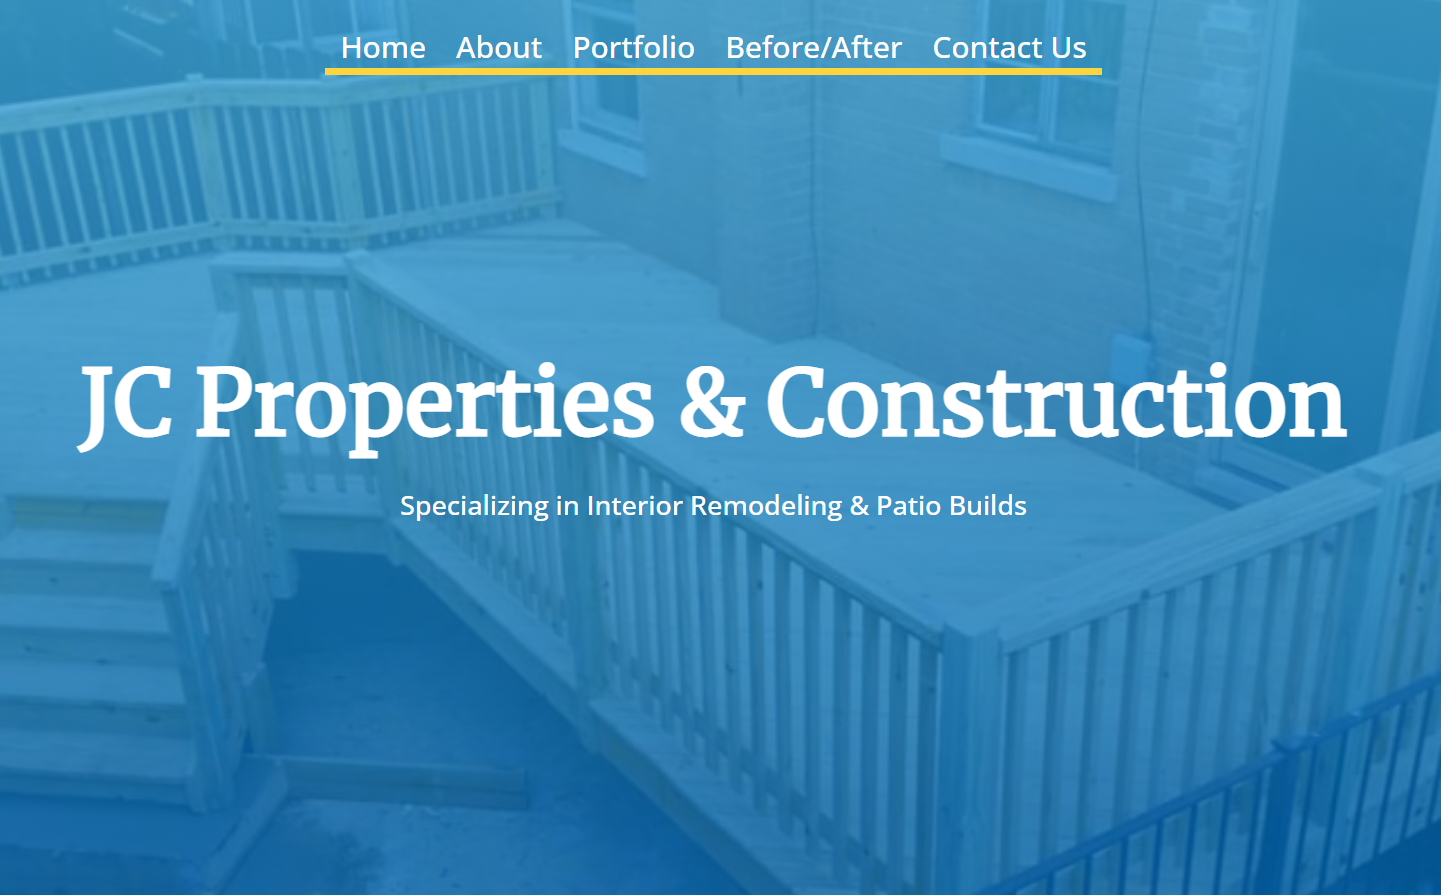 Home About Portfolio Before/After Contact Us
JC Properties & Construction
Specializing in Interior Remodeling & Patio Builds